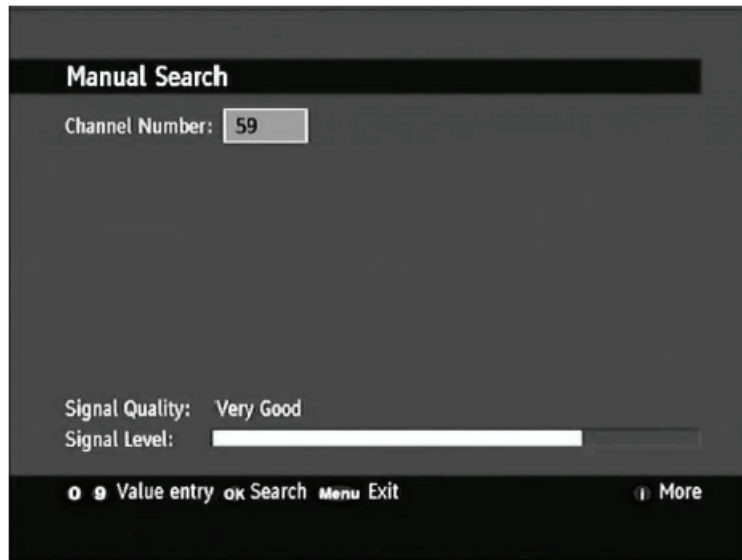 Manual Search
Channel Number: 59
Signal Quality: Very Good
Signal Level:
0 9 Value entry OK Search Menu Exit i More